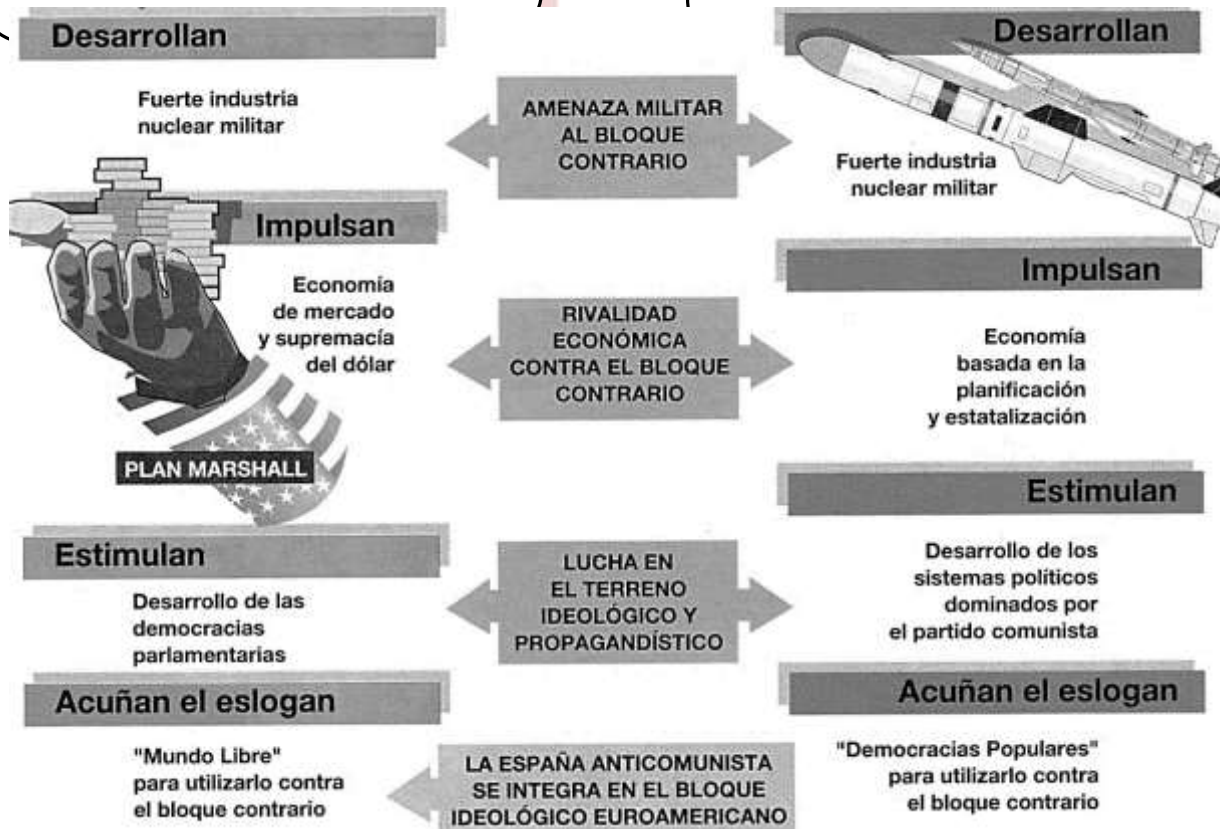 Desarrollan
Fuerte industria
nuclear militar
Impulsan
Economía
de mercado
y supremacía
del dólar
PLAN MARSHALL
Estimulan
Desarrollo de las
democracias
parlamentarias
Acuñan el eslogan
"Mundo Libre"
para utilizarlo contra
el bloque contrario
AMENAZA MILITAR
AL BLOQUE
CONTRARIO
RIVALIDAD
ECONÓMICA
CONTRA EL BLOQUE
CONTRARIO
LUCHA EN
EL TERRENO
IDEOLÓGICO Y
PROPAGANDÍSTICO
LA ESPAÑA ANTICOMUNISTA
SE INTEGRA EN EL BLOQUE
IDEOLÓGICO EUROAMERICANO
Desarrollan
Fuerte industria
nuclear militar
Impulsan
Economía
basada en la
planificación
y estatalización
Estimulan
Desarrollo de los
sistemas políticos
dominados por
el partido comunista
Acuñan el eslogan
"Democracias Populares"
para utilizarlo contra
el bloque contrario